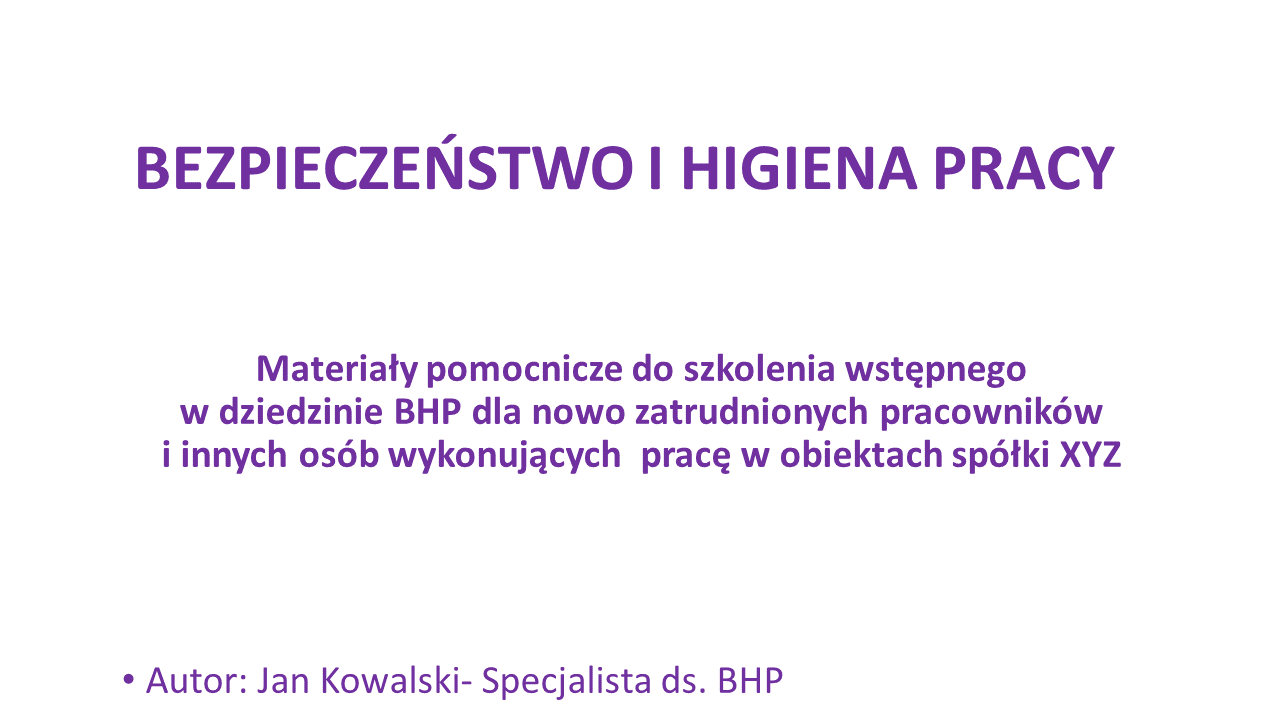 BEZPIECZEŃSTWO I HIGIENA PRACY
Materiały pomocnicze do szkolenia wstępnego
w dziedzinie BHP dla nowo zatrudnionych pracowników
i innych osób wykonujących  pracę w obiektach spółki XYZ
• Autor: Jan Kowalski- Specjalista ds. BHP